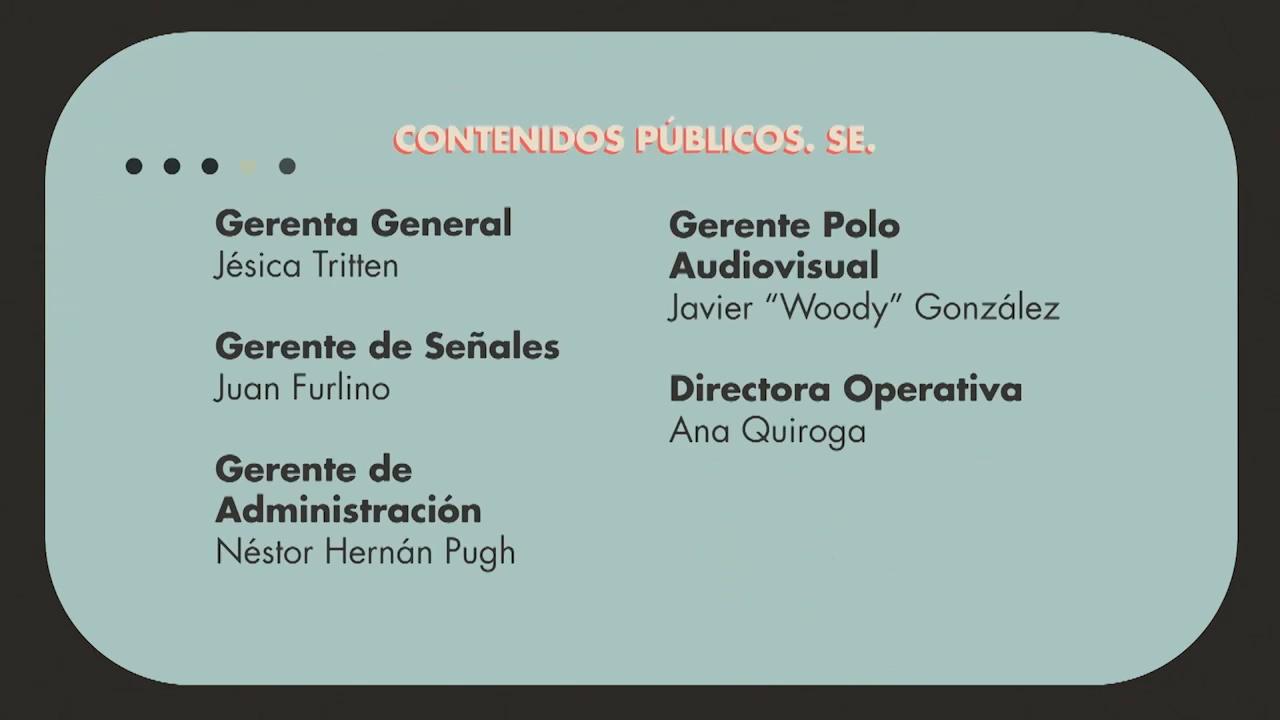 CONTENIDOS PÚBLICOS. SE.
Gerenta General
Jésica Tritten
Gerente de Señales
Juan Furlino
Gerente de
Administración
Néstor Hernán Pugh
Gerente Polo
Audiovisual
Javier “Woody” González
Directora Operativa
Ana Quiroga